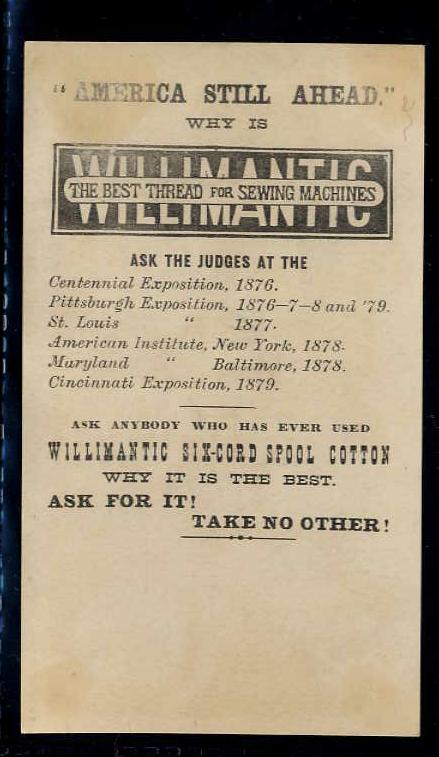 "AMERICA STILL AHEAD."
WHY IS
WILLIMANTIC
THE BEST THREAD FOR SEWING MACHINES
WILLIMANTIC
ASK THE JUDGES AT THE
Centennial Exposition, 1876.
Pittsburgh Exposition, 1876–7–8 and '79.
St. Louis " 1877.
American Institute, New York, 1878.
Maryland " Baltimore, 1878.
Cincinnati Exposition, 1879.
ASK ANYBODY WHO HAS EVER USED
WILLIMANTIC SIX-CORD SPOOL COTTON
WHY IT IS THE BEST.
ASK FOR IT!
TAKE NO OTHER!